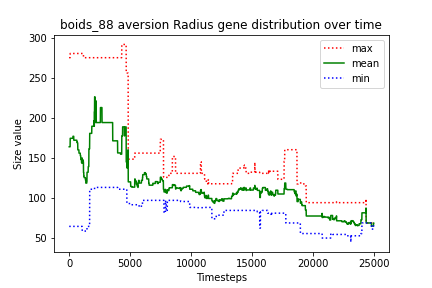 boids_88 aversion Radius gene distribution over time
300
250
200
150
100
50
Size value
max
mean
min
0 5000 10000 15000 20000 25000
Timesteps